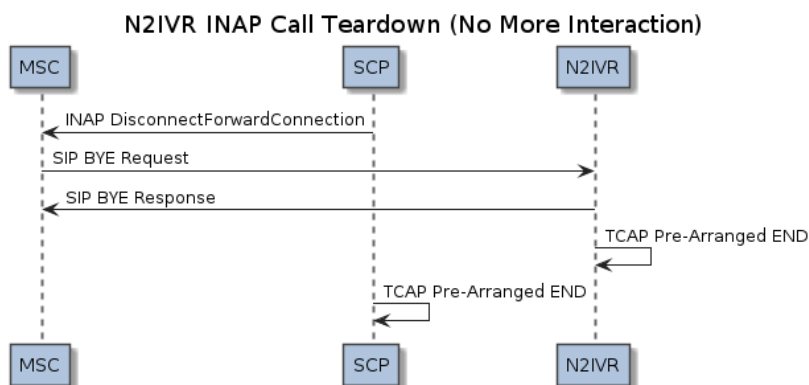 N2IVR INAP Call Teardown (No More Interaction)
MSC SCP N2IVR
INAP DisconnectForwardConnection
SIP BYE Request
SIP BYE Response
TCAP Pre-Arranged END
TCAP Pre-Arranged END
MSC SCP N2IVR